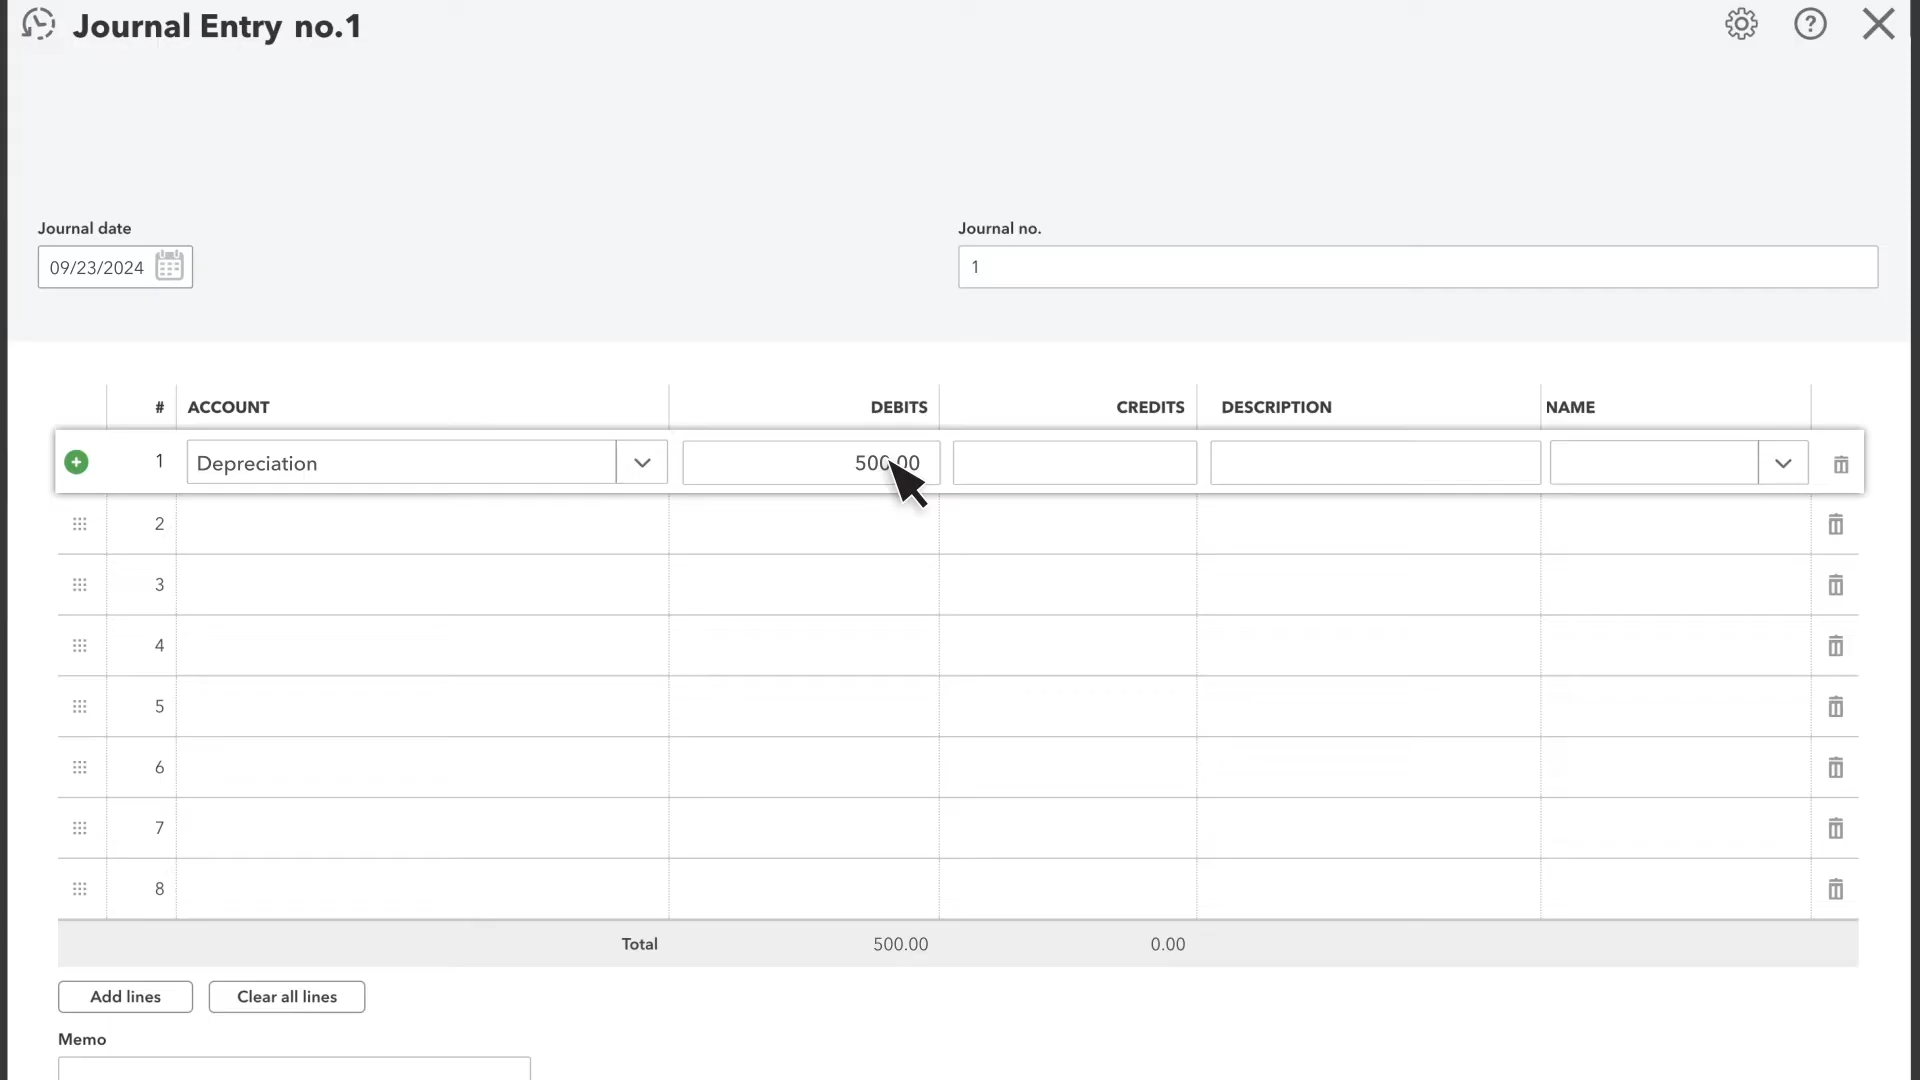 Journal Entry no.1
?
Journal date
Journal no.
09/23/2024
1
# ACCOUNT DEBITS CREDITS DESCRIPTION NAME
1 Depreciation 500.00
2
3
4
5
6
7
8
Total 500.00 0.00
Add lines Clear all lines
Memo